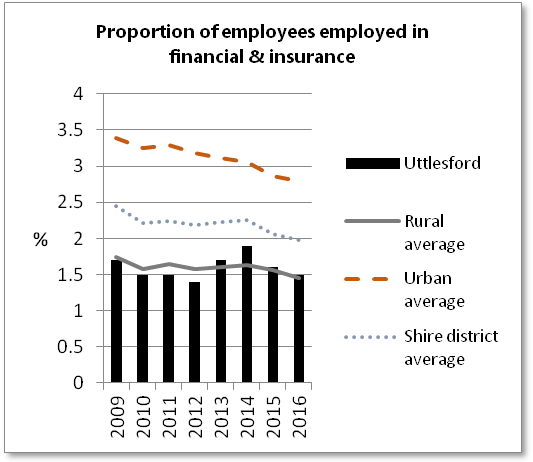 Proportion of employees employed in
financial & insurance
4
3.5
3
2.5
2
1.5
1
0.5
0
%
2009
2010
2011
2012
2013
2014
2015
2016
Uttlesford
Rural
average
Urban
average
Shire district
average